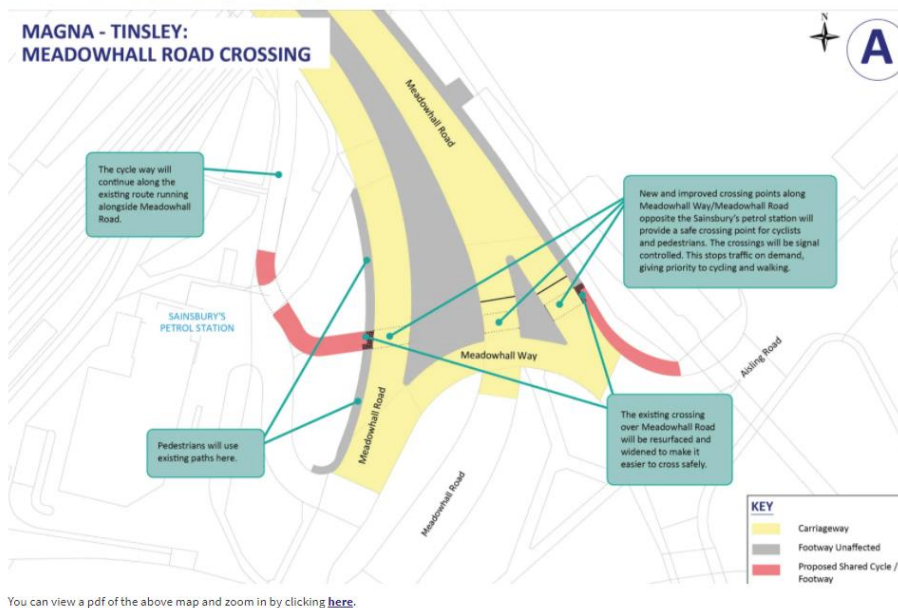 MAGNA - TINSLEY:
MEADOWHALL ROAD CROSSING
N
A
Meadowhall Road
The cycle way will
continue along the
existing route running
alongside Meadowhall
Road.
New and improved crossing points along
Meadowhall Way/Meadowhall Road
opposite the Sainsbury's petrol station will
provide a safe crossing point for cyclists
and pedestrians. The crossings will be signal
controlled. This stops traffic on demand,
giving priority to cycling and walking.
SAINSBURY'S
PETROL STATION
Meadowhall Way
Aisling Road
Meadowhall Road
Pedestrians will use
existing paths here.
The existing crossing
over Meadowhall Road
will be resurfaced and
widened to make it
easier to cross safely.
Meadowhall Road
KEY
Carriageway
Footway Unaffected
Proposed Shared Cycle /
Footway
You can view a pdf of the above map and zoom in by clicking here.